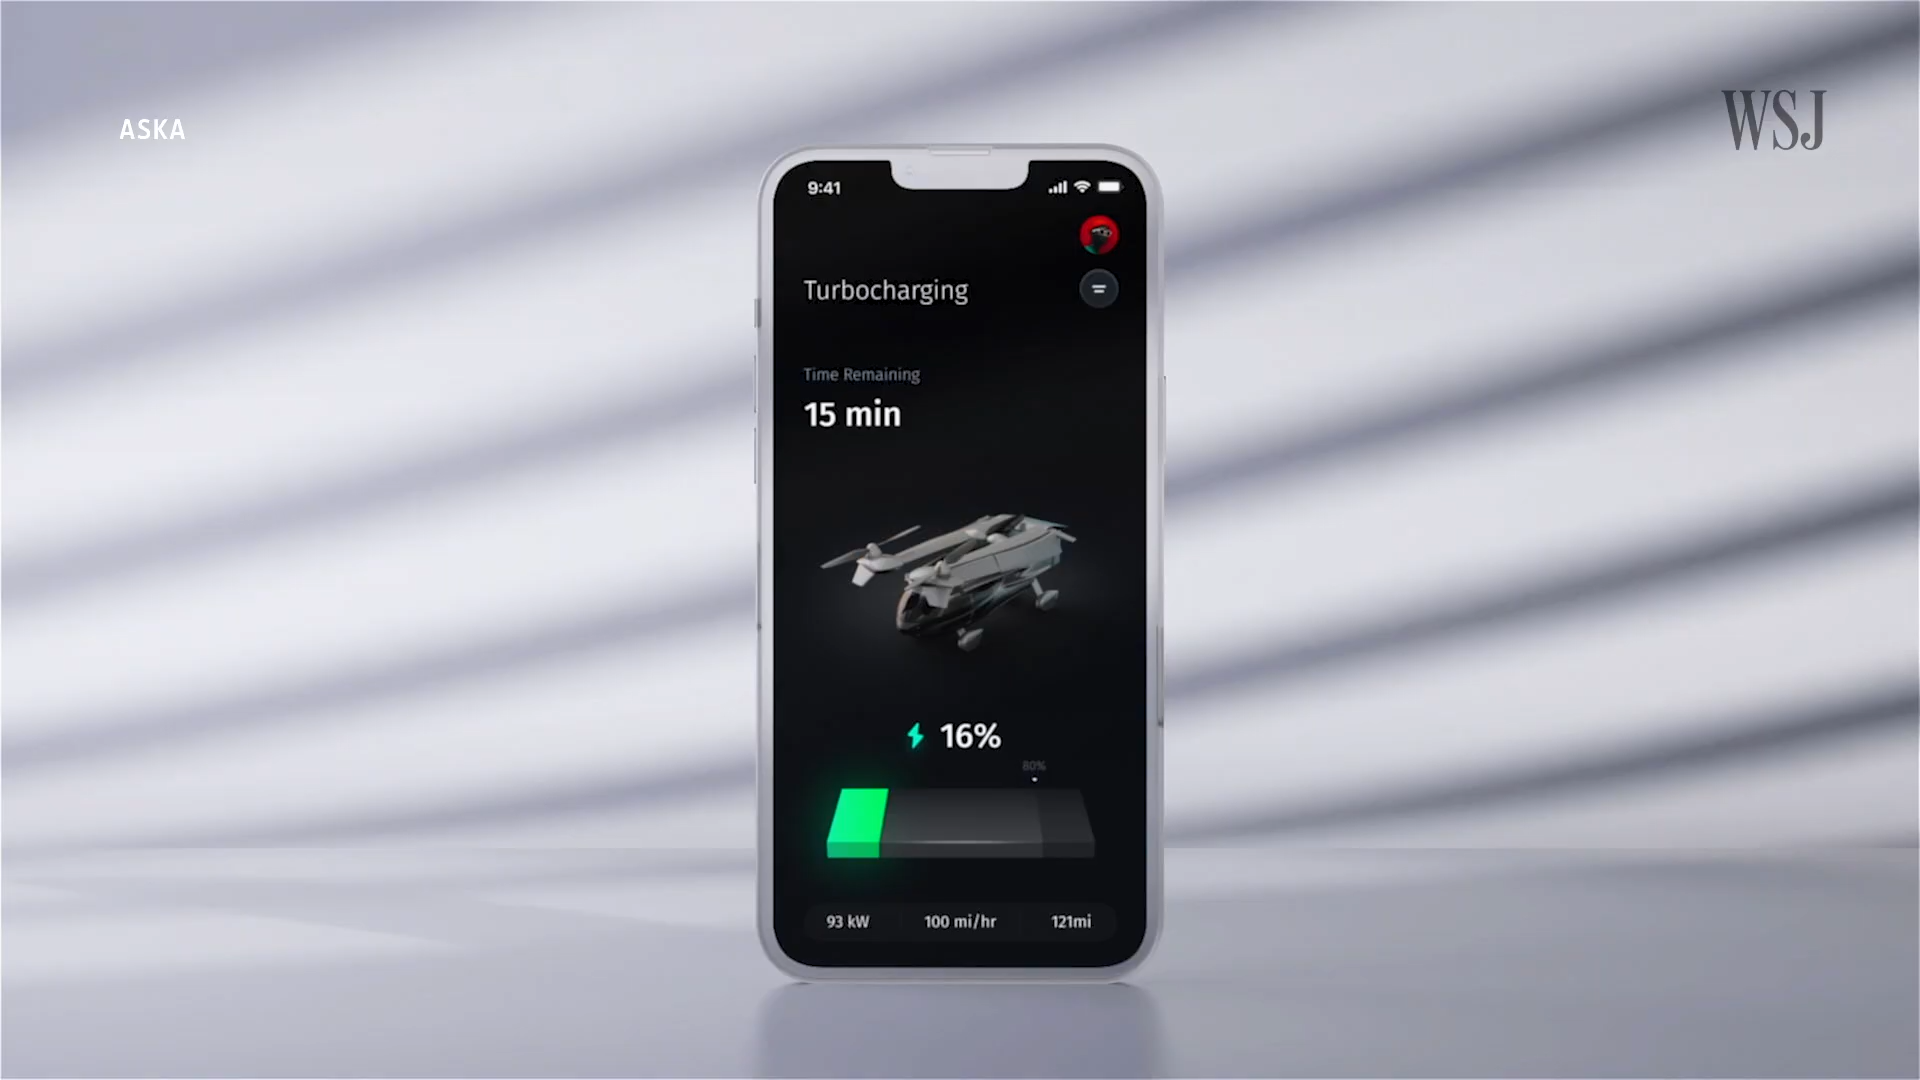 ASKA
WSJ
9:41
Turbocharging
Time Remaining
15 min
16%
80%
93 kW
100 mi/hr
121mi